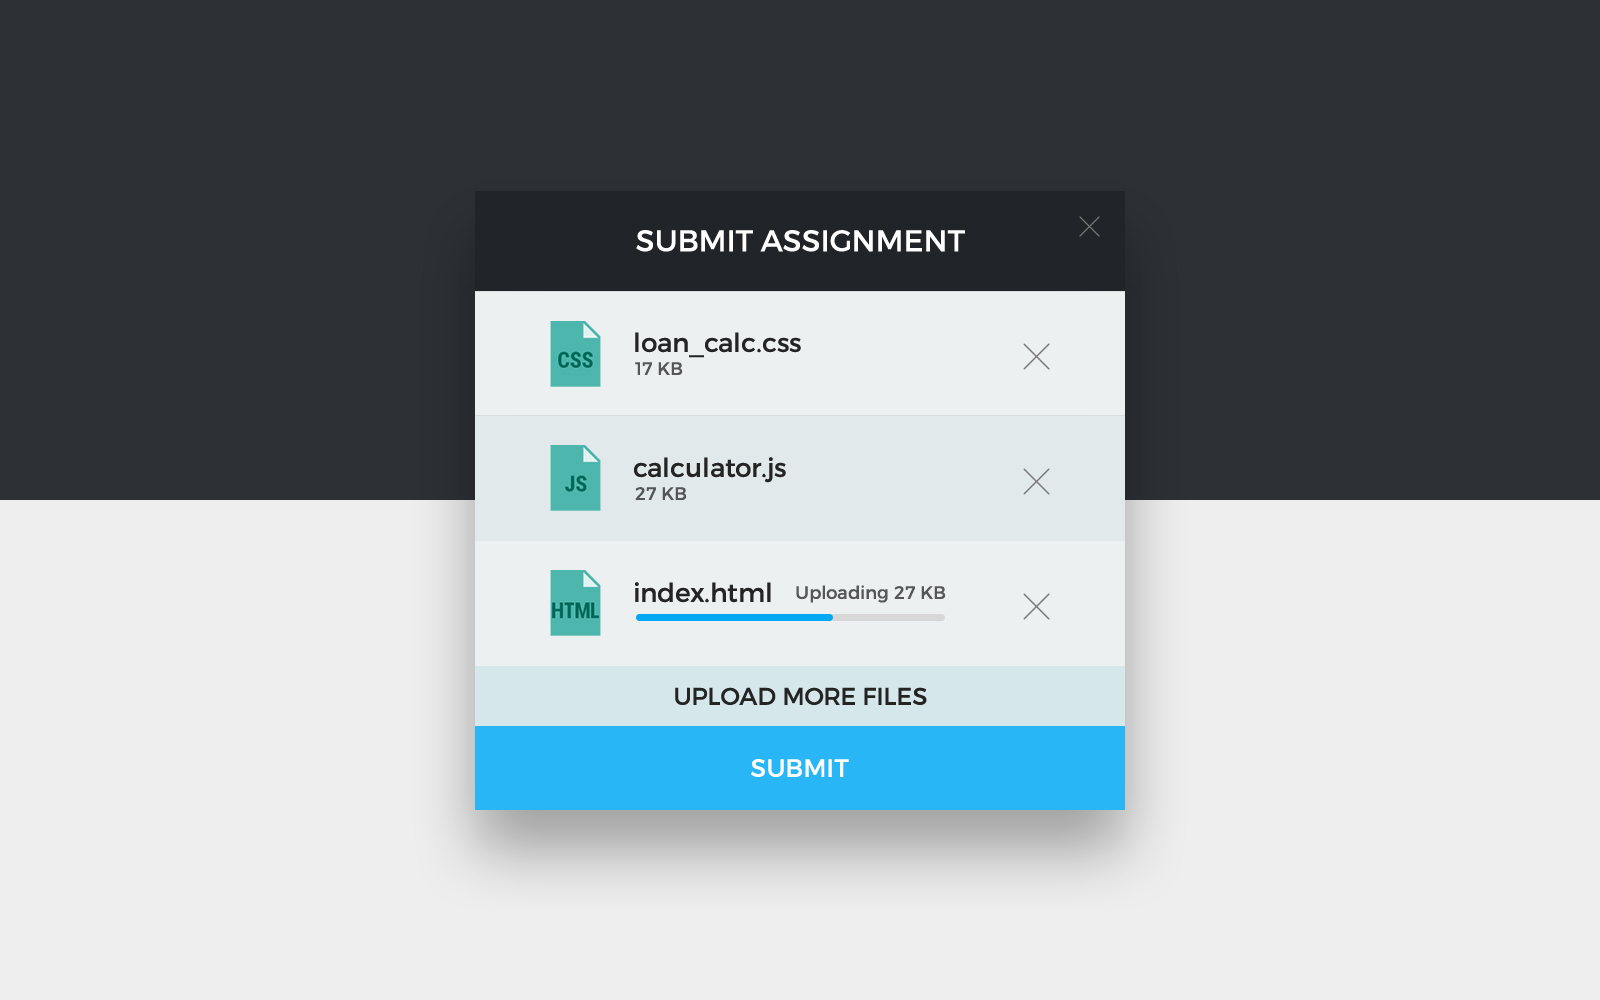 SUBMIT ASSIGNMENT
CSS
loan_calc.css
17 KB
JS
calculator.js
27 KB
HTML
index.html Uploading 27 KB
UPLOAD MORE FILES
SUBMIT